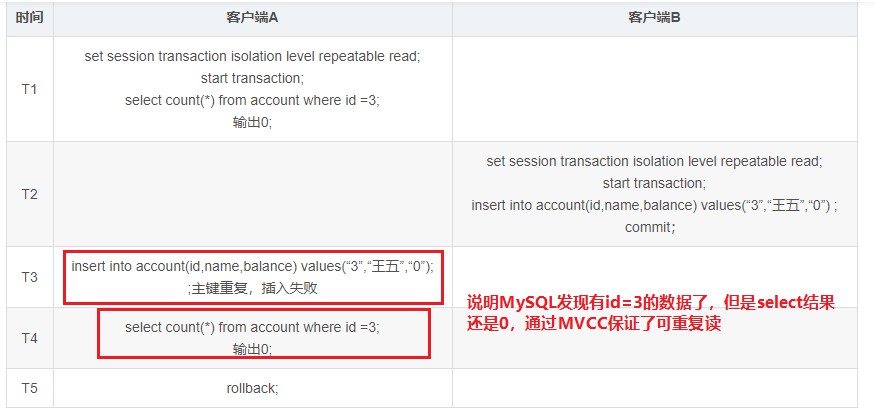 时间 客户端A 客户端B
T1
set session transaction isolation level repeatable read;
start transaction;
select count(*) from account where id =3;
输出0;
T2
set session transaction isolation level repeatable read;
start transaction;
insert into account(id,name,balance) values(“3”,“王五”,“0”) ;
commit；
T3
insert into account(id,name,balance) values(“3”,“王五”,“0”);
;主键重复，插入失败
说明MySQL发现有id=3的数据了，但是select结果
还是0，通过MVCC保证了可重复读
T4
select count(*) from account where id =3;
输出0;
T5 rollback;